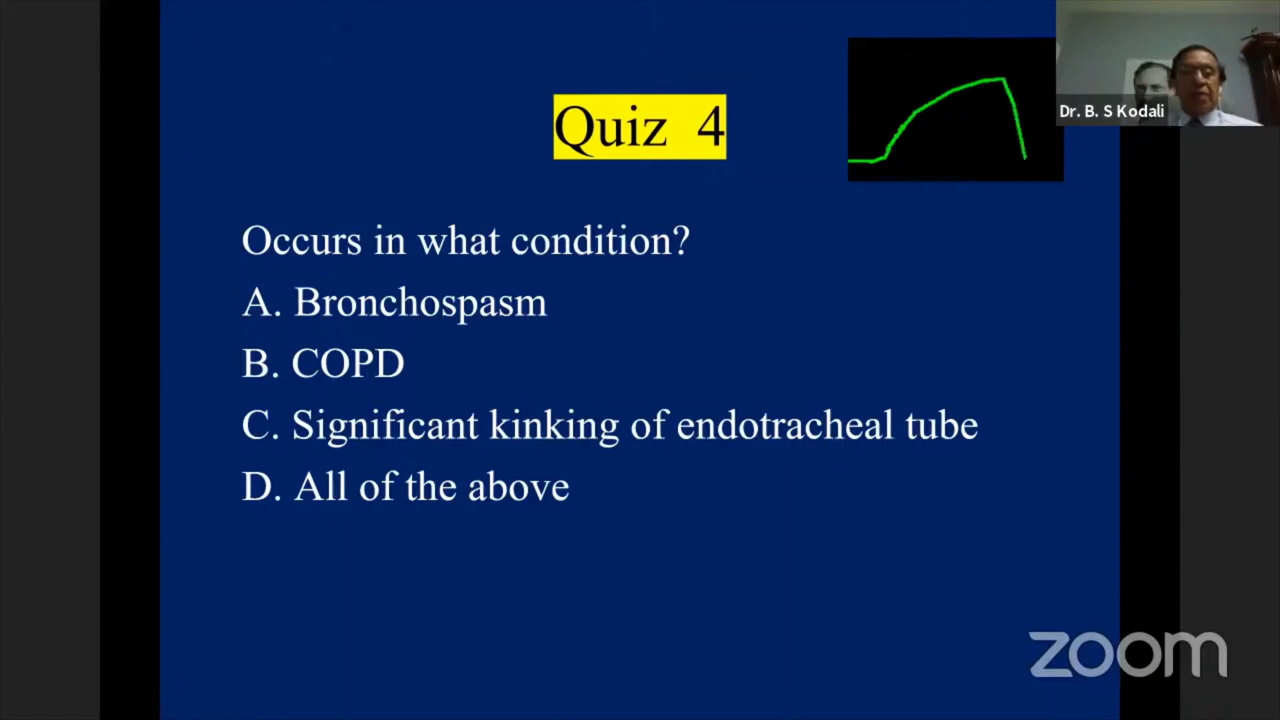 Quiz 4
Dr. B. S Kodali
Occurs in what condition?
A. Bronchospasm
B. COPD
C. Significant kinking of endotracheal tube
D. All of the above
zoom